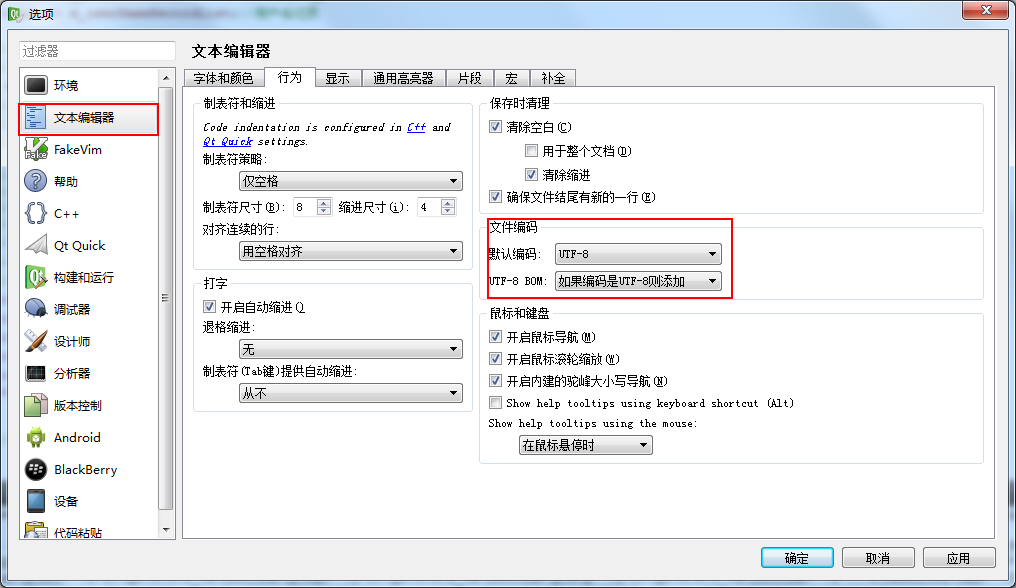 选项
过滤器
环境
文本编辑器
FakeVim
帮助
C++
Qt Quick
构建和运行
调试器
设计师
分析器
版本控制
Android
BlackBerry
设备
代码粘贴
文本编辑器
字体和颜色 行为 显示 通用高亮器 片段 宏 补全
制表符和缩进
Code indentation is configured in C++ and
Qt Quick settings.
制表符策略:
仅空格
制表符尺寸(B): 8 缩进尺寸(i): 4
对齐连续的行:
用空格对齐
打字
开启自动缩进(
退格缩进:
无
制表符(Tab键)提供自动缩进:
从不
保存时清理
清除空白(C)
用于整个文档(D)
清除缩进
确保文件结尾有新的一行(E)
文件编码
默认编码: UTF-8
UTF-8 BOM: 如果编码是UTF-8则添加
鼠标和键盘
开启鼠标导航(M)
开启鼠标滚轮缩放(W)
开启内建的驼峰大小写导航(N)
Show help tooltips using keyboard shortcut (Alt)
Show help tooltips using the mouse:
在鼠标悬停时
确定 取消 应用